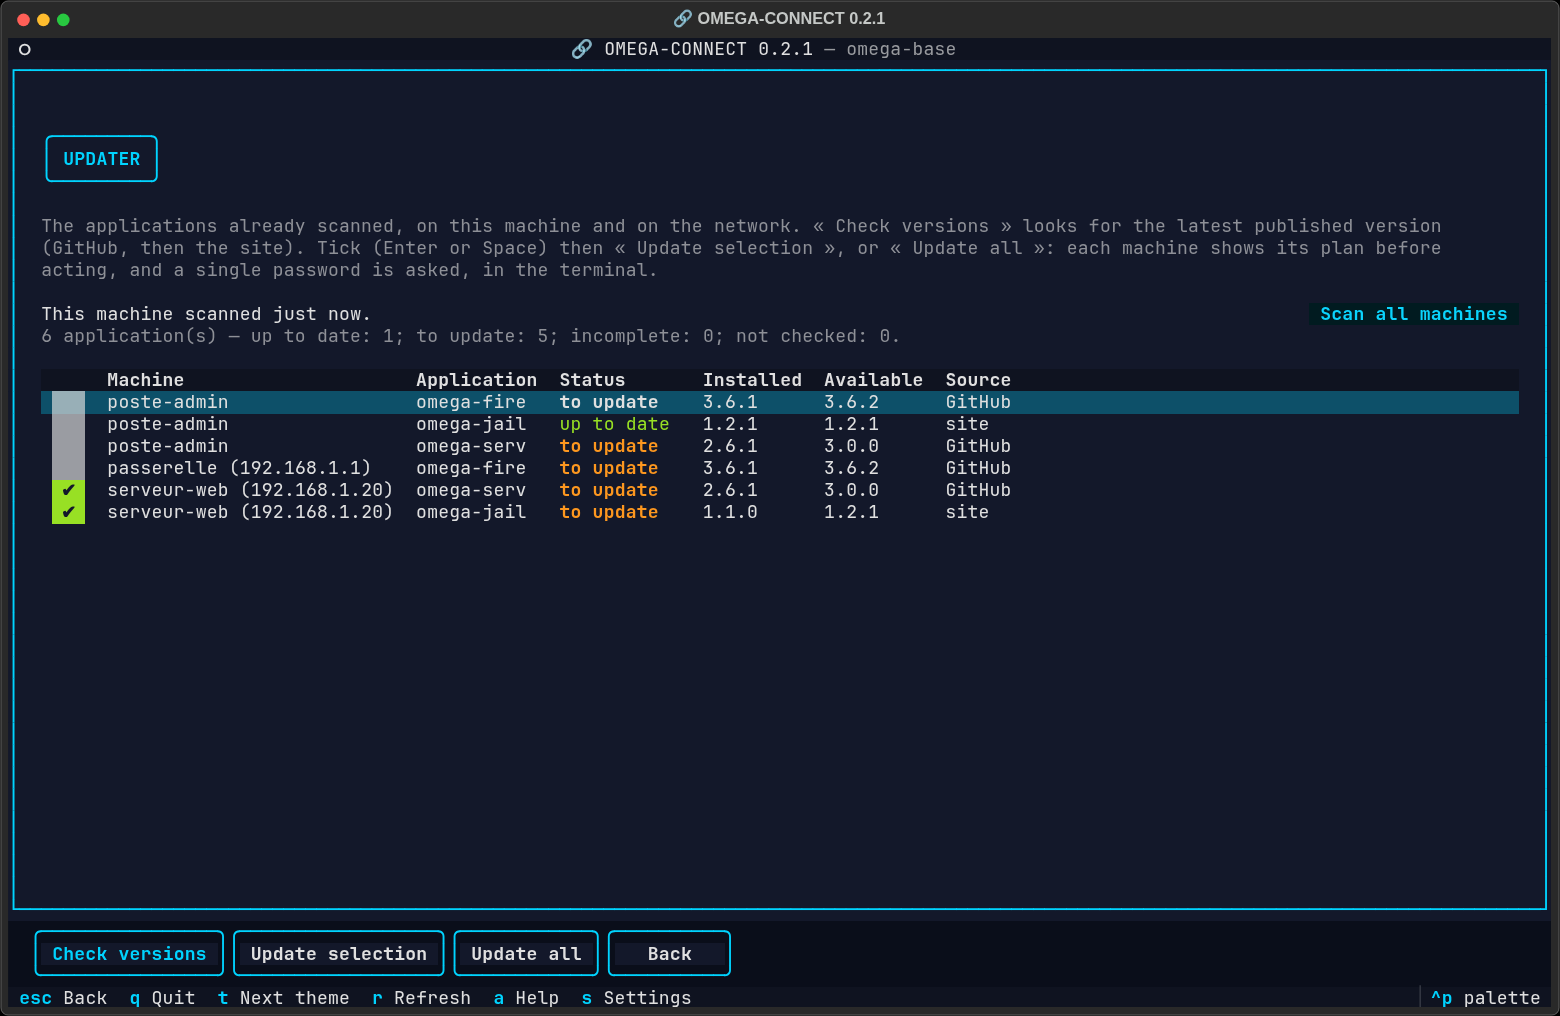 🔗 OMEGA-CONNECT 0.2.1
🔗 OMEGA-CONNECT 0.2.1 — omega-base
UPDATER
The applications already scanned, on this machine and on the network. « Check versions » looks for the latest published version
(GitHub, then the site). Tick (Enter or Space) then « Update selection », or « Update all »: each machine shows its plan before
acting, and a single password is asked, in the terminal.
This machine scanned just now. Scan all machines
6 application(s) — up to date: 1; to update: 5; incomplete: 0; not checked: 0.
Machine Application Status Installed Available Source
poste-admin omega-fire to update 3.6.1 3.6.2 GitHub
poste-admin omega-jail up to date 1.2.1 1.2.1 site
poste-admin omega-serv to update 2.6.1 3.0.0 GitHub
passerelle (192.168.1.1) omega-fire to update 3.6.1 3.6.2 GitHub
✔ serveur-web (192.168.1.20) omega-serv to update 2.6.1 3.0.0 GitHub
✔ serveur-web (192.168.1.20) omega-jail to update 1.1.0 1.2.1 site
Check versions Update selection Update all Back
esc Back q Quit t Next theme r Refresh a Help s Settings ^p palette